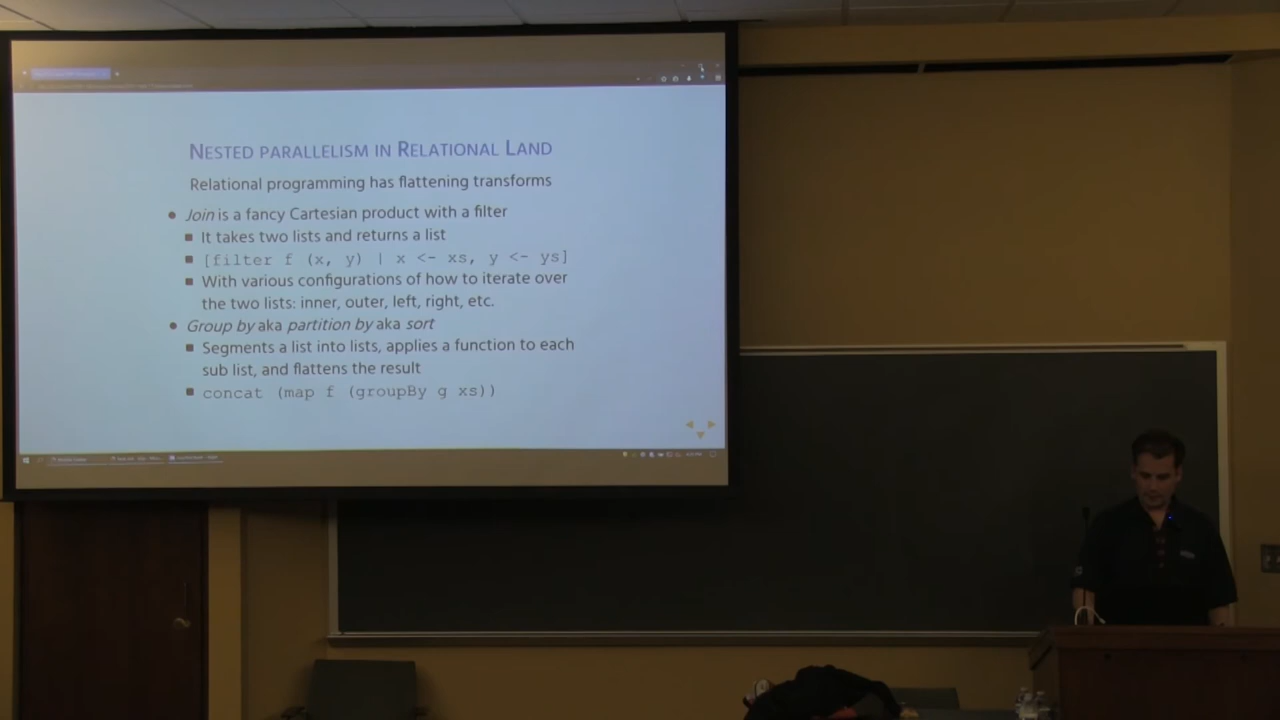 NESTED PARALLELISM IN RELATIONAL LAND
Relational programming has flattening transforms
• Join is a fancy Cartesian product with a filter
■ It takes two lists and returns a list
■ [filter f (x, y) | x <- xs, y <- ys]
■ With various configurations of how to iterate over
the two lists: inner, outer, left, right, etc.
• Group by aka partition by aka sort
■ Segments a list into lists, applies a function to each
sub list, and flattens the result
■ concat (map f (groupBy g xs))